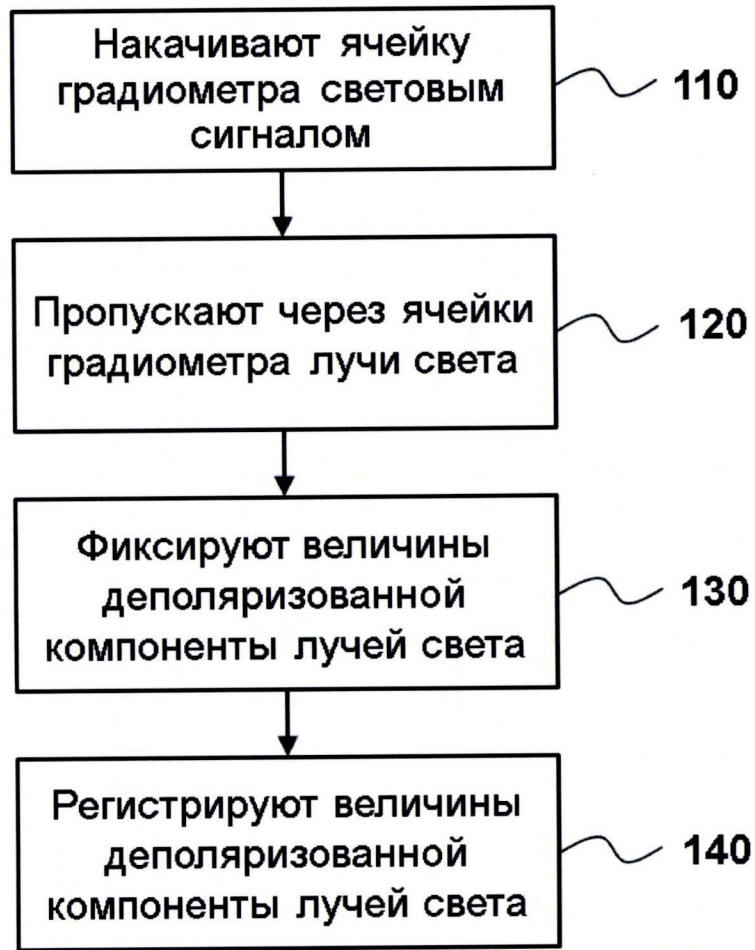 Накачивают ячейку
градиометра световым
сигналом
110
Пропускают через ячейки
градиометра лучи света
120
Фиксируют величины
деполяризованной
компоненты лучей света
130
Регистрируют величины
деполяризованной
компоненты лучей света
140